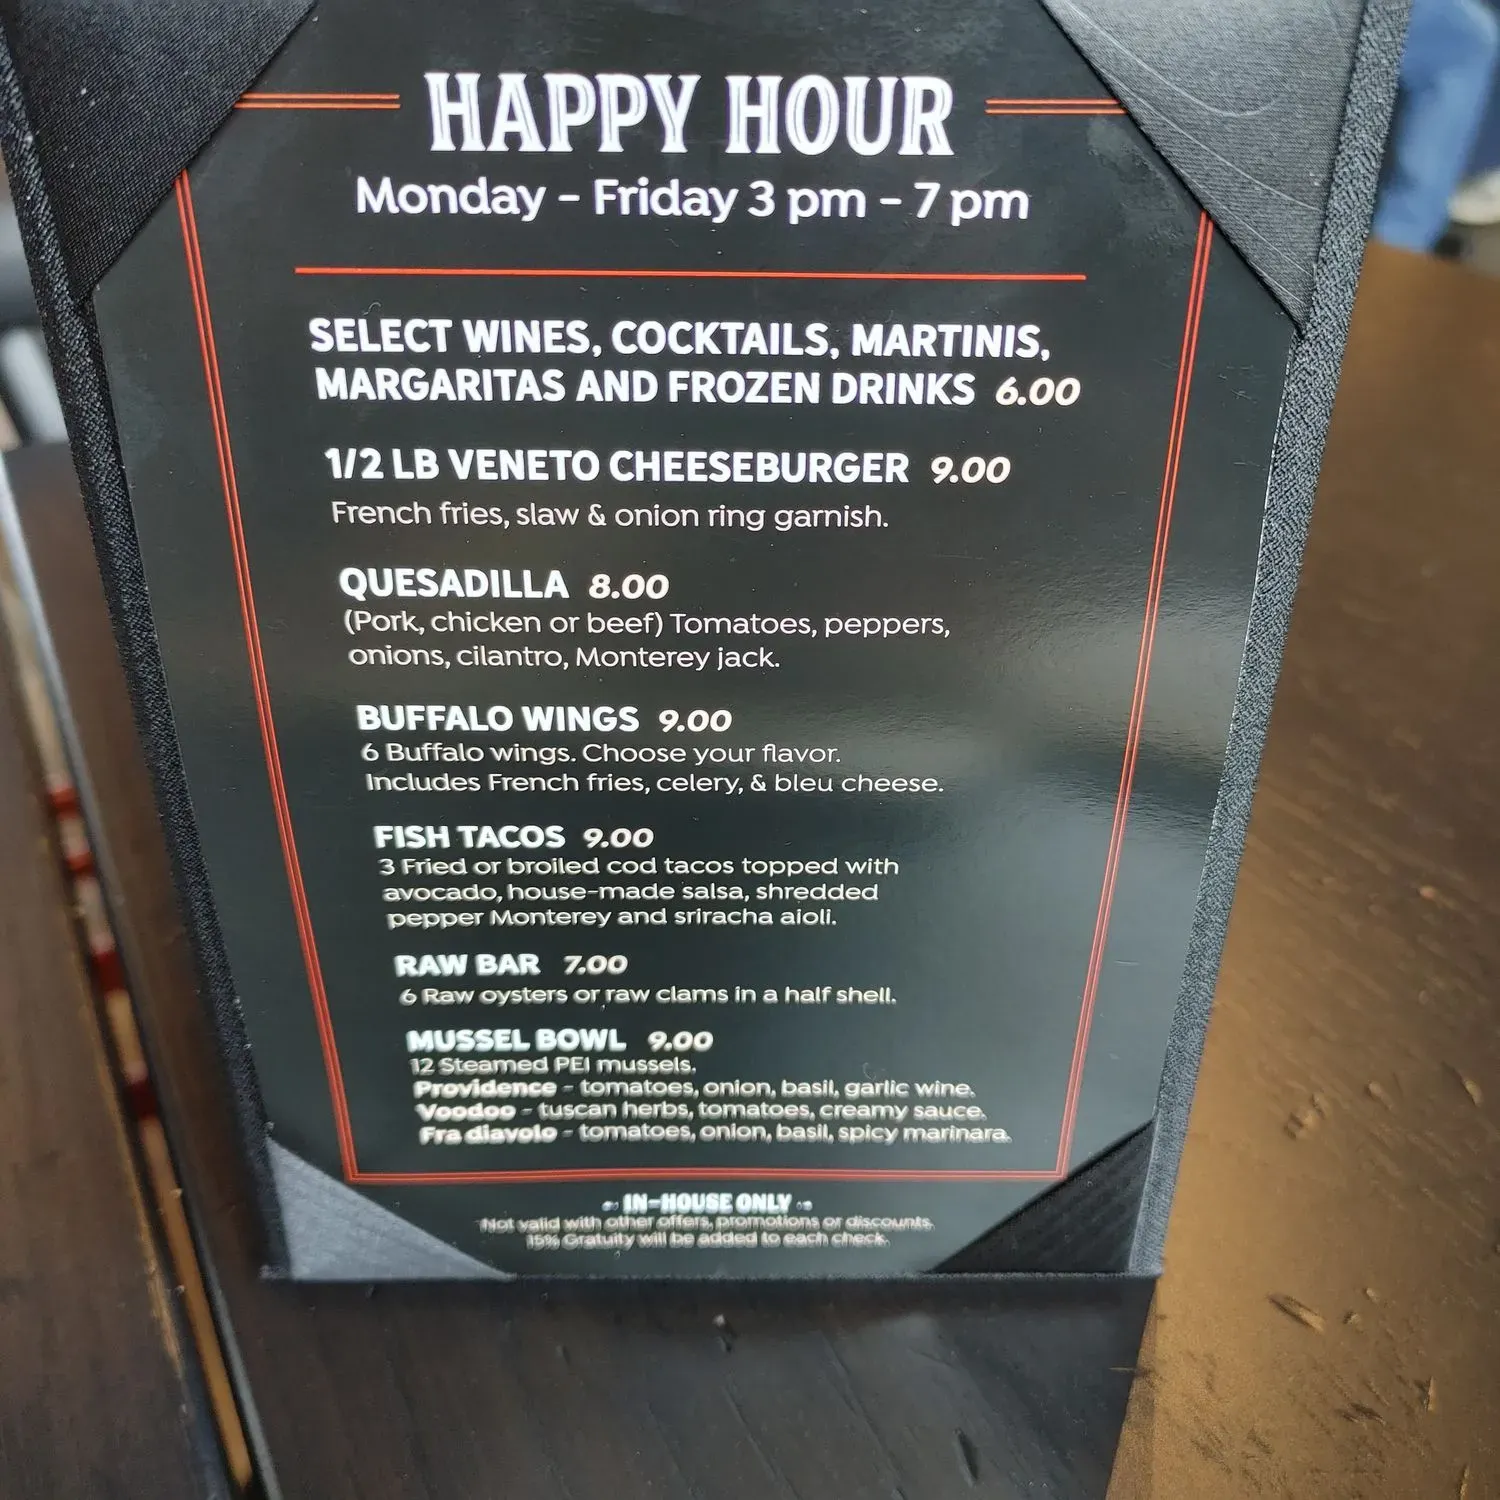 HAPPY HOUR
Monday - Friday 3 pm - 7 pm
SELECT WINES, COCKTAILS, MARTINIS,
MARGARITAS AND FROZEN DRINKS 6.00
1/2 LB VENETO CHEESEBURGER 9.00
French fries, slaw & onion ring garnish.
QUESADILLA 8.00
(Pork, chicken or beef) Tomatoes, peppers,
onions, cilantro, Monterey jack.
BUFFALO WINGS 9.00
6 Buffalo wings. Choose your flavor.
Includes French fries, celery, & bleu cheese.
FISH TACOS 9.00
3 Fried or broiled cod tacos topped with
avocado, house-made salsa, shredded
pepper Monterey and sriracha aioli.
RAW BAR 7.00
6 Raw oysters or raw clams in a half shell.
MUSSEL BOWL 9.00
12 Steamed PEI mussels.
Providence - tomatoes, onion, basil, garlic wine.
Voodoo - tuscan herbs, tomatoes, creamy sauce.
Fra diavolo - tomatoes, onion, basil, spicy marinara.
IN-HOUSE ONLY
Not valid with other offers, promotions or discounts.
15% Gratuity will be added to each check.